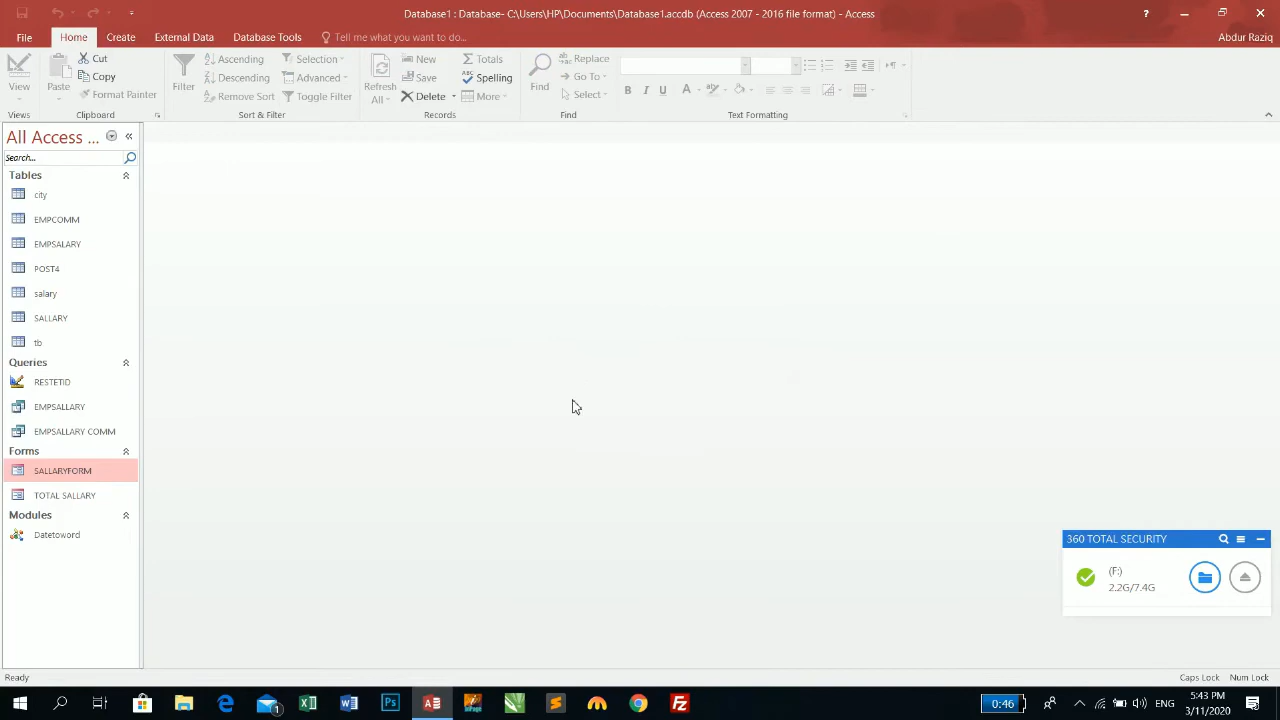 Database1 : Database- C:\Users\HP\Documents\Database1.accdb (Access 2007 - 2016 file format) - Access
?
File Home Create External Data Database Tools Tell me what you want to do... Abdur Raziq
View
Views
Paste
Cut
Copy
Format Painter
Clipboard
Filter
Ascending
Descending
Remove Sort
Selection
Advanced
Toggle Filter
Sort & Filter
Refresh
All
New
Save
Delete
Totals
Spelling
More
Records
Find
Replace
Go To
Select
Find
B I U A
Text Formatting
All Access ...
Search...
Tables
city
EMPCOMM
EMPSALARY
POST4
salary
SALLARY
tb
Queries
RESTETID
EMPSALLARY
EMPSALLARY COMM
Forms
SALLARYFORM
TOTAL SALLARY
Modules
Datetoword
360 TOTAL SECURITY
(F:)
2.2G/7.4G
Ready Caps Lock Num Lock
1
Ps
0:46
ENG
5:43 PM
3/11/2020